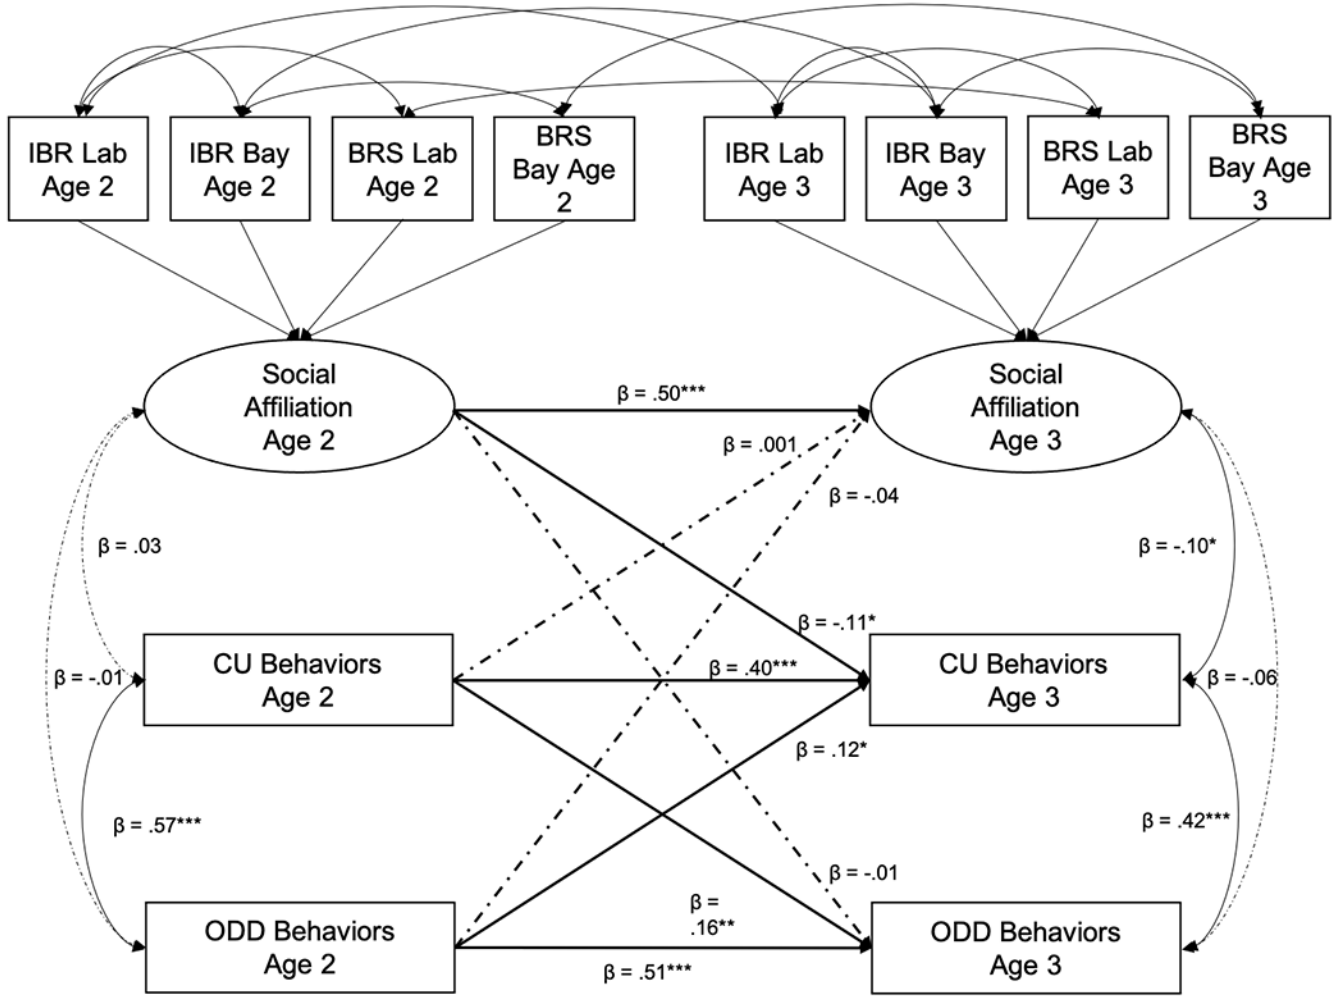 IBR Lab
Age 2
IBR Bay
Age 2
BRS Lab
Age 2
BRS
Bay Age
2
IBR Lab
Age 3
IBR Bay
Age 3
BRS Lab
Age 3
BRS
Bay Age
3
Social
Affiliation
Age 2
β = .50***
Social
Affiliation
Age 3
β = .001
β = -.04
β = .03
β = -.10*
β = -.11*
CU Behaviors
Age 2
β = .40***
CU Behaviors
Age 3
β = -.01
β = -.06
β = .12*
β = .57***
β = .42***
β = -.01
β =
.16**
ODD Behaviors
Age 2
β = .51***
ODD Behaviors
Age 3